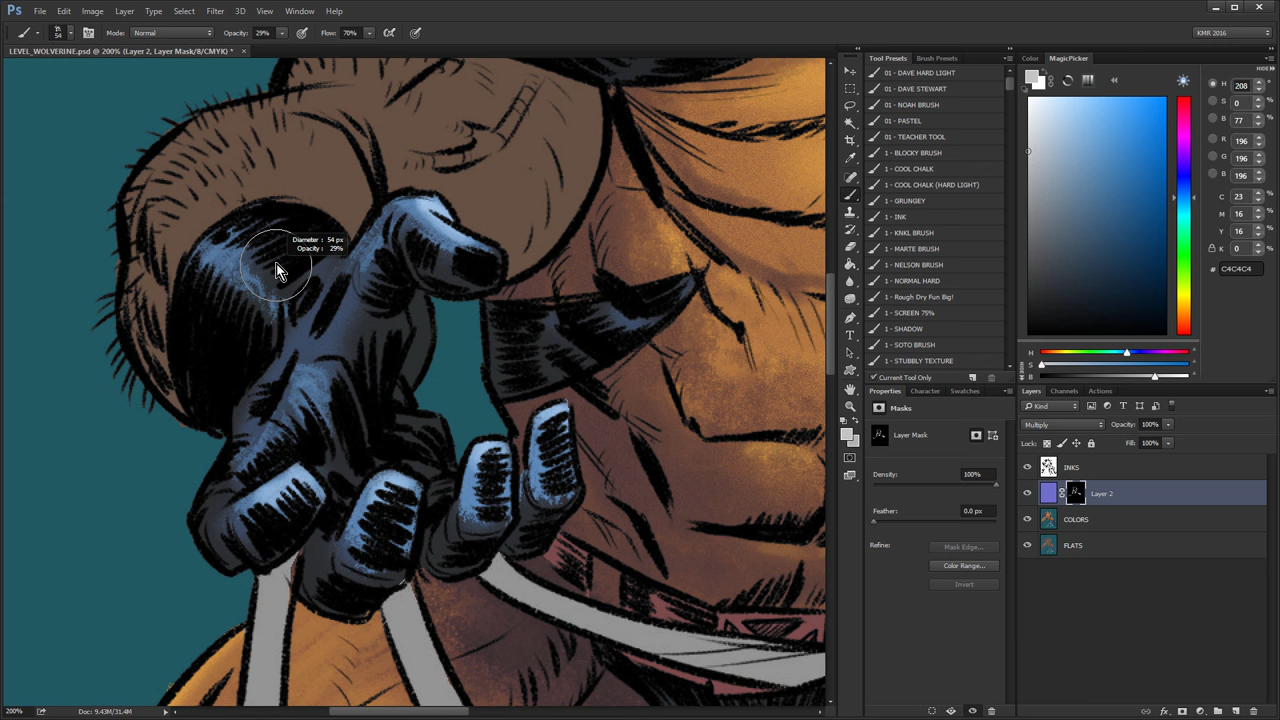 Ps File Edit Image Layer Type Select Filter 3D View Window Help
54 Mode: Normal Opacity: 29% Flow: 70% KMR 2016
LEVEL_WOLVERINE.psd @ 200% (Layer 2, Layer Mask/8/CMYK) * ×
Diameter : 54 px
Opacity : 29%
200% Doc: 9.43M/31.4M
Tool Presets Brush Presets
01 - DAVE HARD LIGHT
01 - DAVE STEWART
01 - NOAH BRUSH
01 - PASTEL
01 - TEACHER TOOL
1 - BLOCKY BRUSH
1 - COOL CHALK
1 - COOL CHALK (HARD LIGHT)
1 - GRUNGEY
1 - INK
1 - KNKL BRUSH
1 - MARTE BRUSH
1 - NELSON BRUSH
1 - NORMAL HARD
1 - Rough Dry Fun Big!
1 - SCREEN 75%
1 - SHADOW
1 - SOTO BRUSH
1 - STUBBLY TEXTURE
Current Tool Only
Properties Character
Masks
Layer Mask
Density: 100%
Feather: 0.0 px
Refine: Mask Edge...
Color Range...
Invert
Color MagicPicker
HIDE
H 208 °
S 0 %
B 77 %
R 196
G 196
B 196
C 23 %
M 16 %
Y 16 %
K 0 %
# C4C4C4
H
S
B
Layers Channels Actions
Kind
Multiply Opacity: 100%
Lock: Fill: 100%
INKS
Layer 2
COLORS
FLATS
Swatches